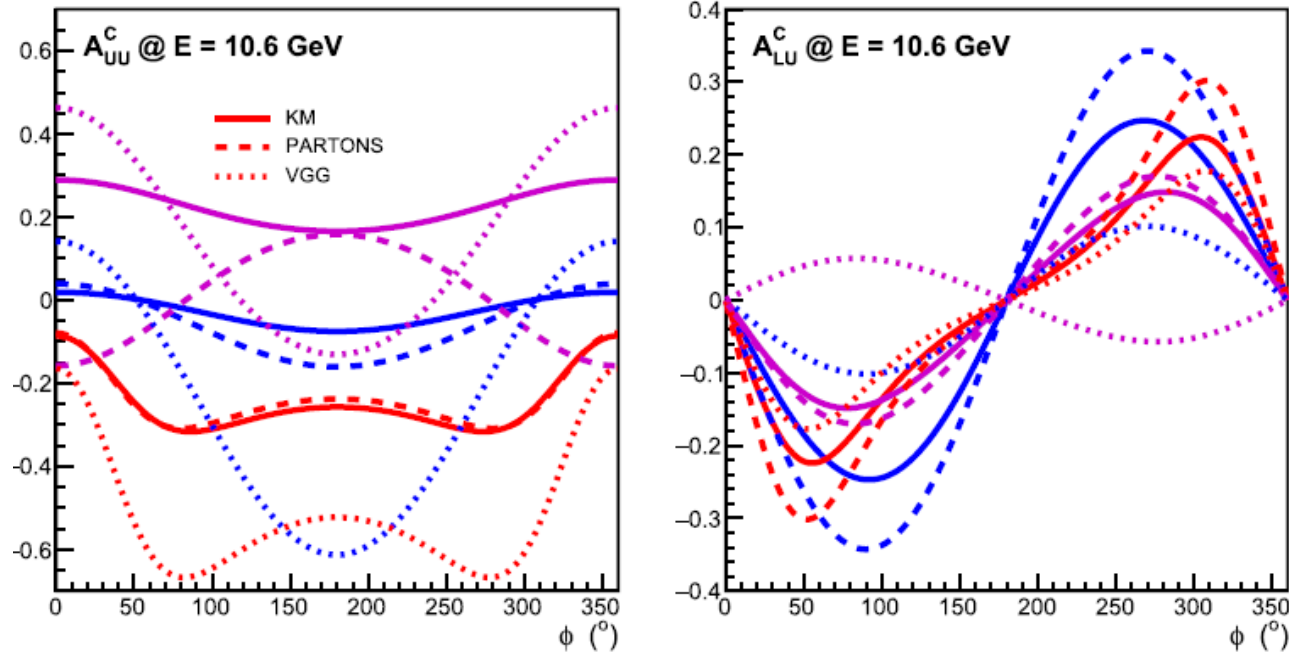 A^C_UU @ E = 10.6 GeV
KM
PARTONS
VGG
0.6
0.4
0.2
0
-0.2
-0.4
-0.6
0 50 100 150 200 250 300 350
ϕ (°)
A^C_LU @ E = 10.6 GeV
0.4
0.3
0.2
0.1
0
−0.1
−0.2
−0.3
−0.4
0 50 100 150 200 250 300 350
ϕ (°)